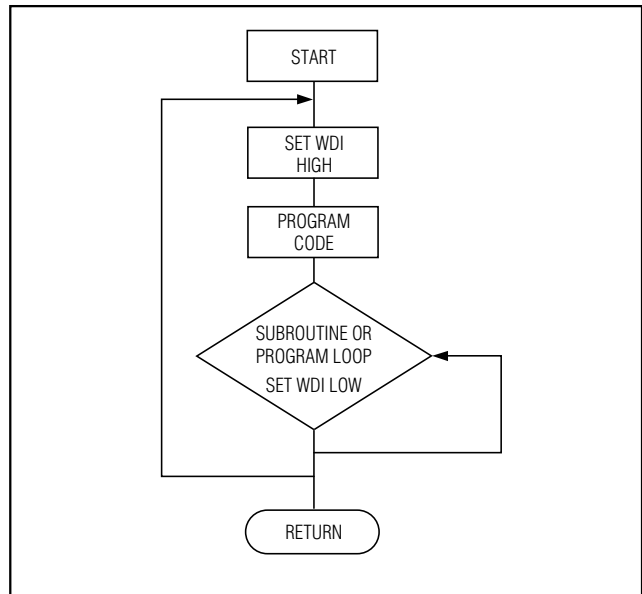 START
SET WDI
HIGH
PROGRAM
CODE
SUBROUTINE OR
PROGRAM LOOP
SET WDI LOW
RETURN